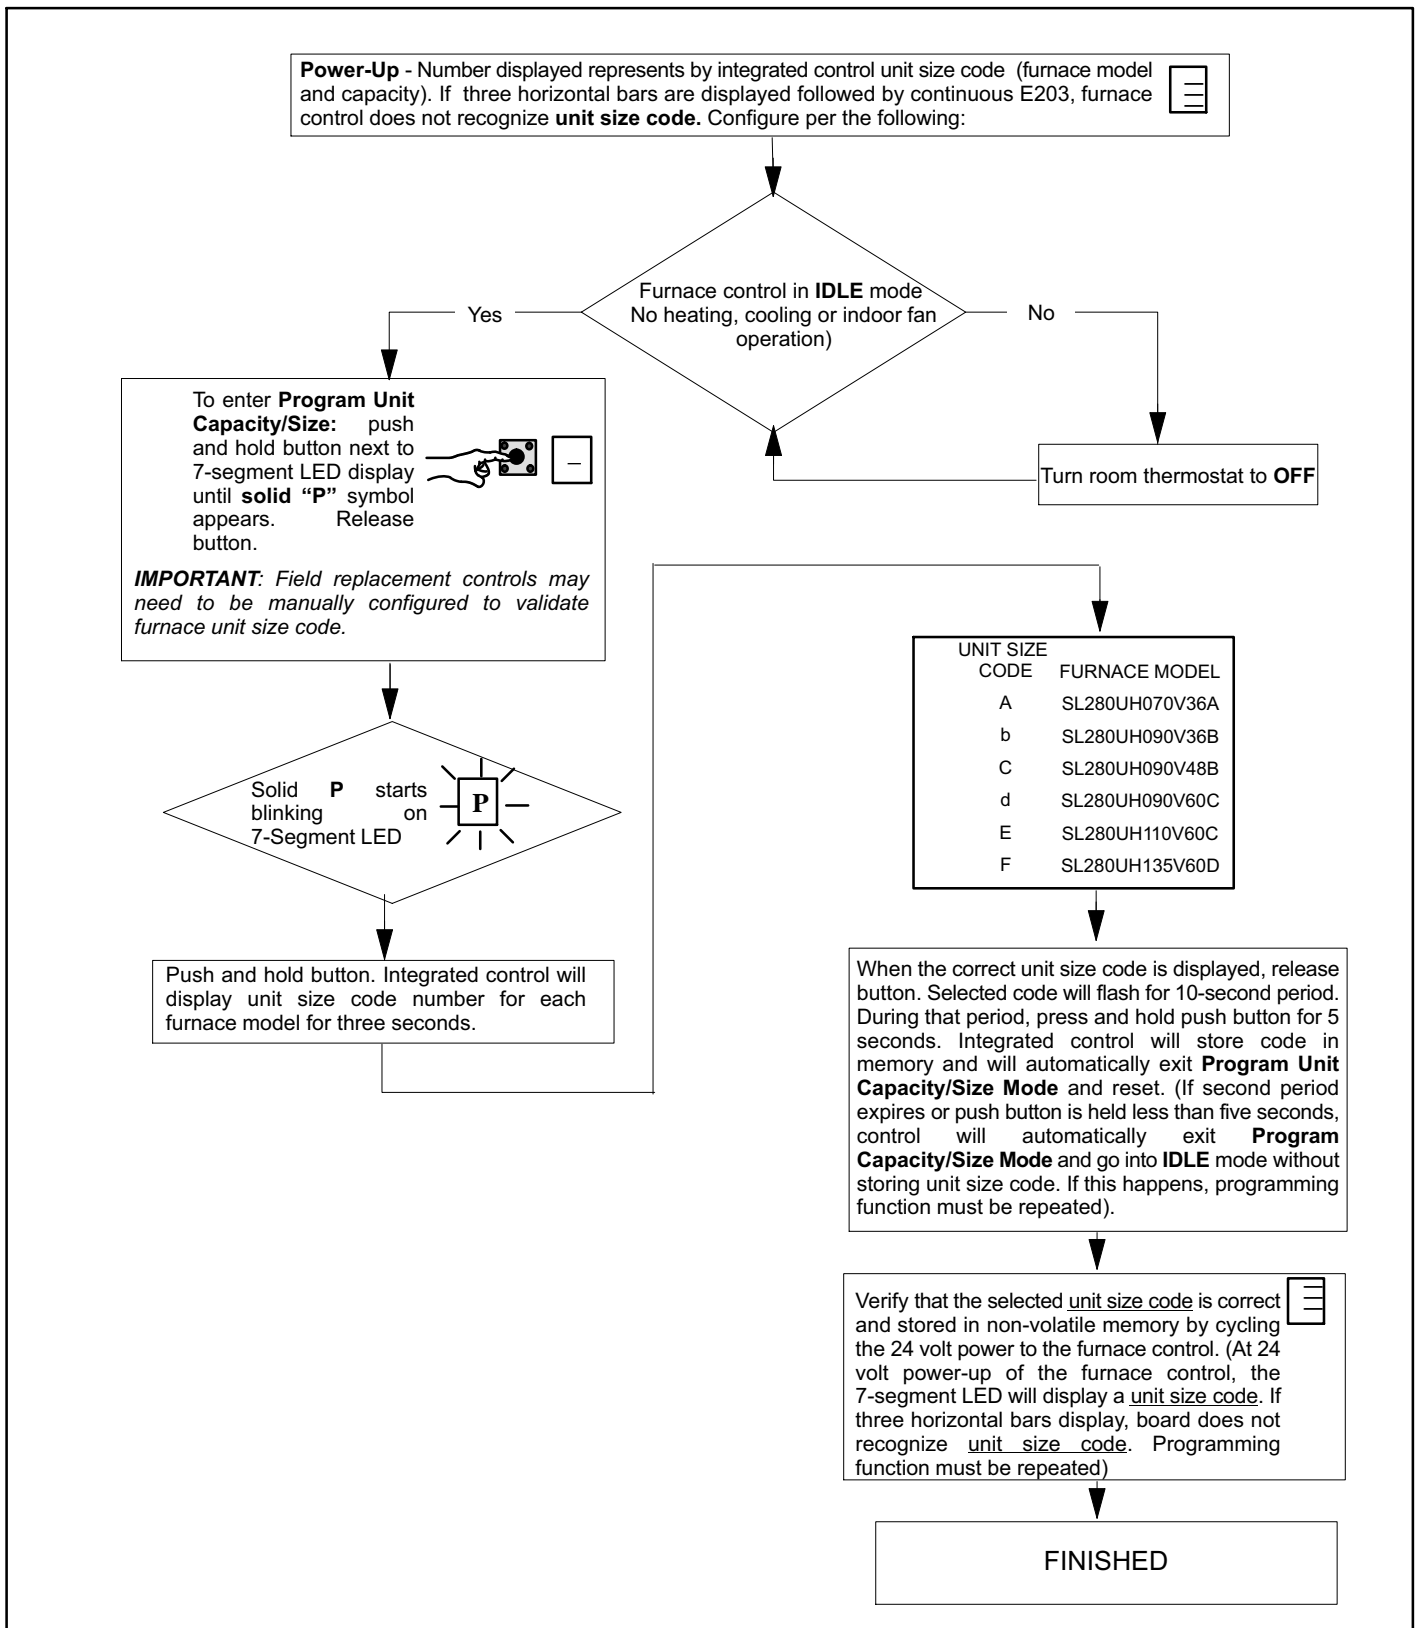 Power-Up - Number displayed represents by integrated control unit size code (furnace model
and capacity). If three horizontal bars are displayed followed by continuous E203, furnace
control does not recognize unit size code. Configure per the following:
Furnace control in IDLE mode
No heating, cooling or indoor fan
operation)
Yes
No
To enter Program Unit
Capacity/Size: push
and hold button next to
7-segment LED display
until solid “P” symbol
appears. Release
button.
IMPORTANT: Field replacement controls may
need to be manually configured to validate
furnace unit size code.
Turn room thermostat to OFF
Solid P starts
blinking on
7-Segment LED
P
Push and hold button. Integrated control will
display unit size code number for each
furnace model for three seconds.
UNIT SIZE
CODE FURNACE MODEL
A SL280UH070V36A
b SL280UH090V36B
C SL280UH090V48B
d SL280UH090V60C
E SL280UH110V60C
F SL280UH135V60D
When the correct unit size code is displayed, release
button. Selected code will flash for 10-second period.
During that period, press and hold push button for 5
seconds. Integrated control will store code in
memory and will automatically exit Program Unit
Capacity/Size Mode and reset. (If second period
expires or push button is held less than five seconds,
control will automatically exit Program
Capacity/Size Mode and go into IDLE mode without
storing unit size code. If this happens, programming
function must be repeated).
Verify that the selected unit size code is correct
and stored in non-volatile memory by cycling
the 24 volt power to the furnace control. (At 24
volt power-up of the furnace control, the
7-segment LED will display a unit size code. If
three horizontal bars display, board does not
recognize unit size code. Programming
function must be repeated)
FINISHED